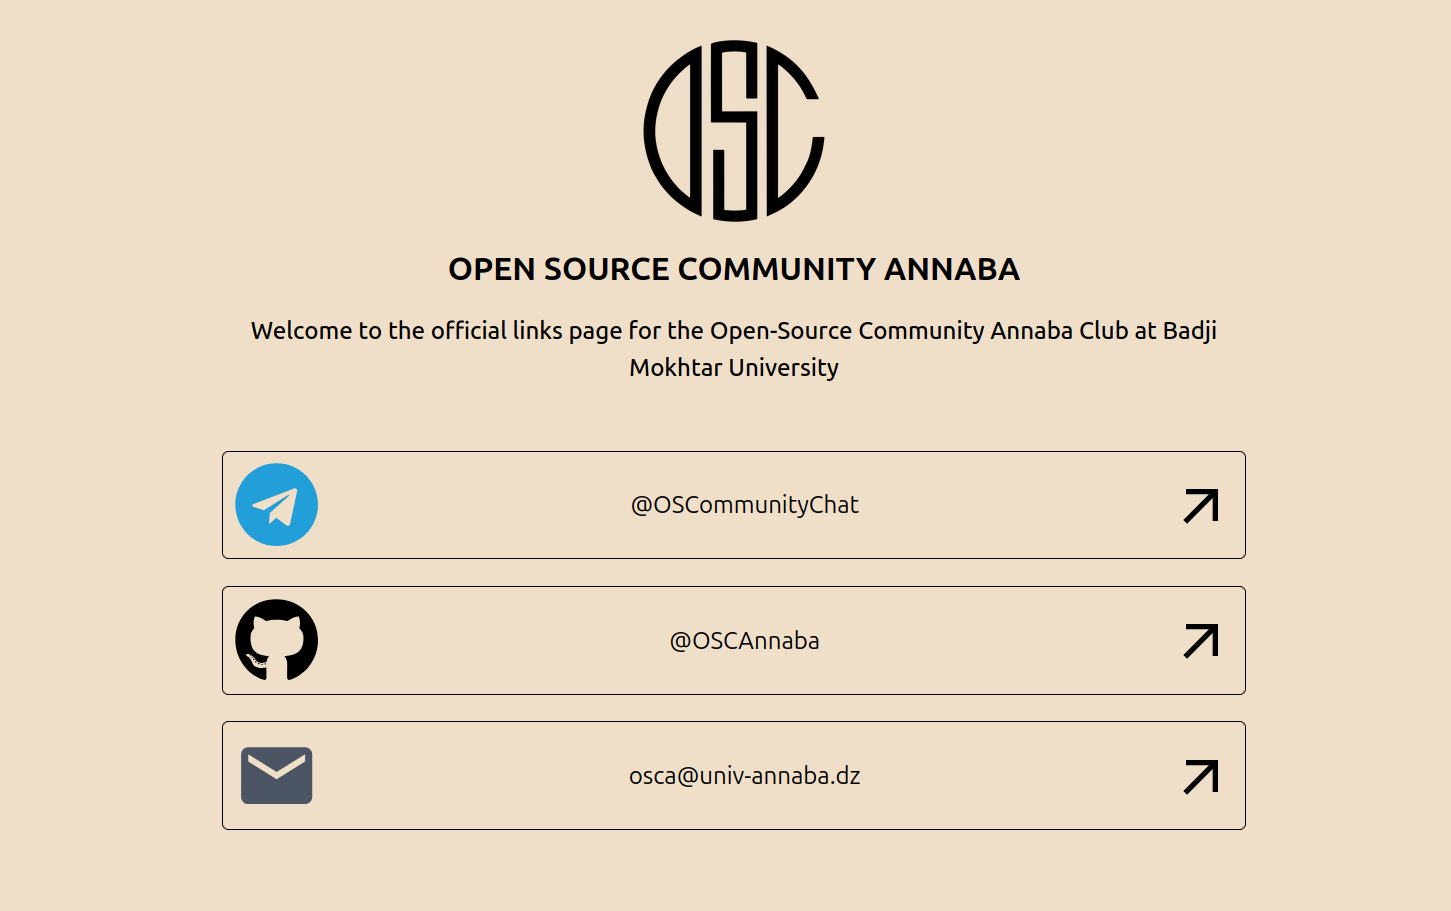 OSC
OPEN SOURCE COMMUNITY ANNABA
Welcome to the official links page for the Open-Source Community Annaba Club at Badji
Mokhtar University
@OSCommunityChat
@OSCAnnaba
osca@univ-annaba.dz